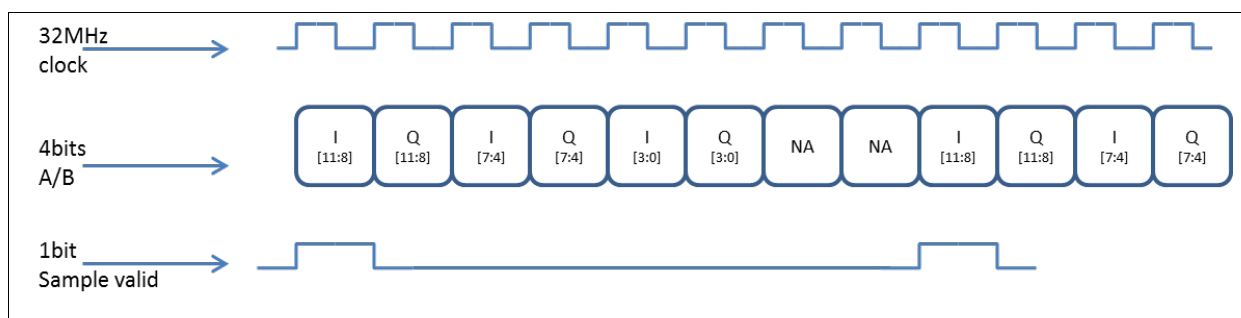 32MHz
clock
4bits
A/B
I Q I Q I Q NA NA I Q I Q
[11:8] [11:8] [7:4] [7:4] [3:0] [3:0] [11:8] [11:8] [7:4] [7:4]
1bit
Sample valid